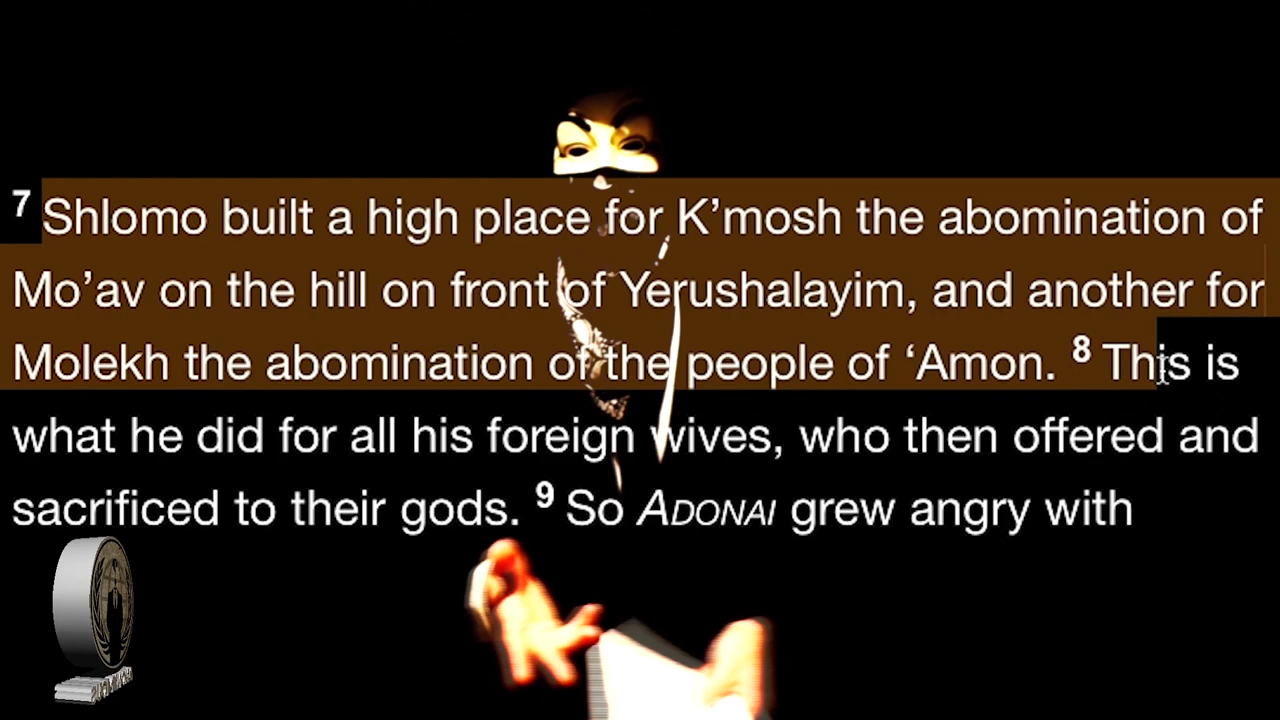 7 Shlomo built a high place for K’mosh the abomination of
Mo’av on the hill on front of Yerushalayim, and another for
Molekh the abomination of the people of ‘Amon. 8 This is
what he did for all his foreign wives, who then offered and
sacrificed to their gods. 9 So ADONAI grew angry with